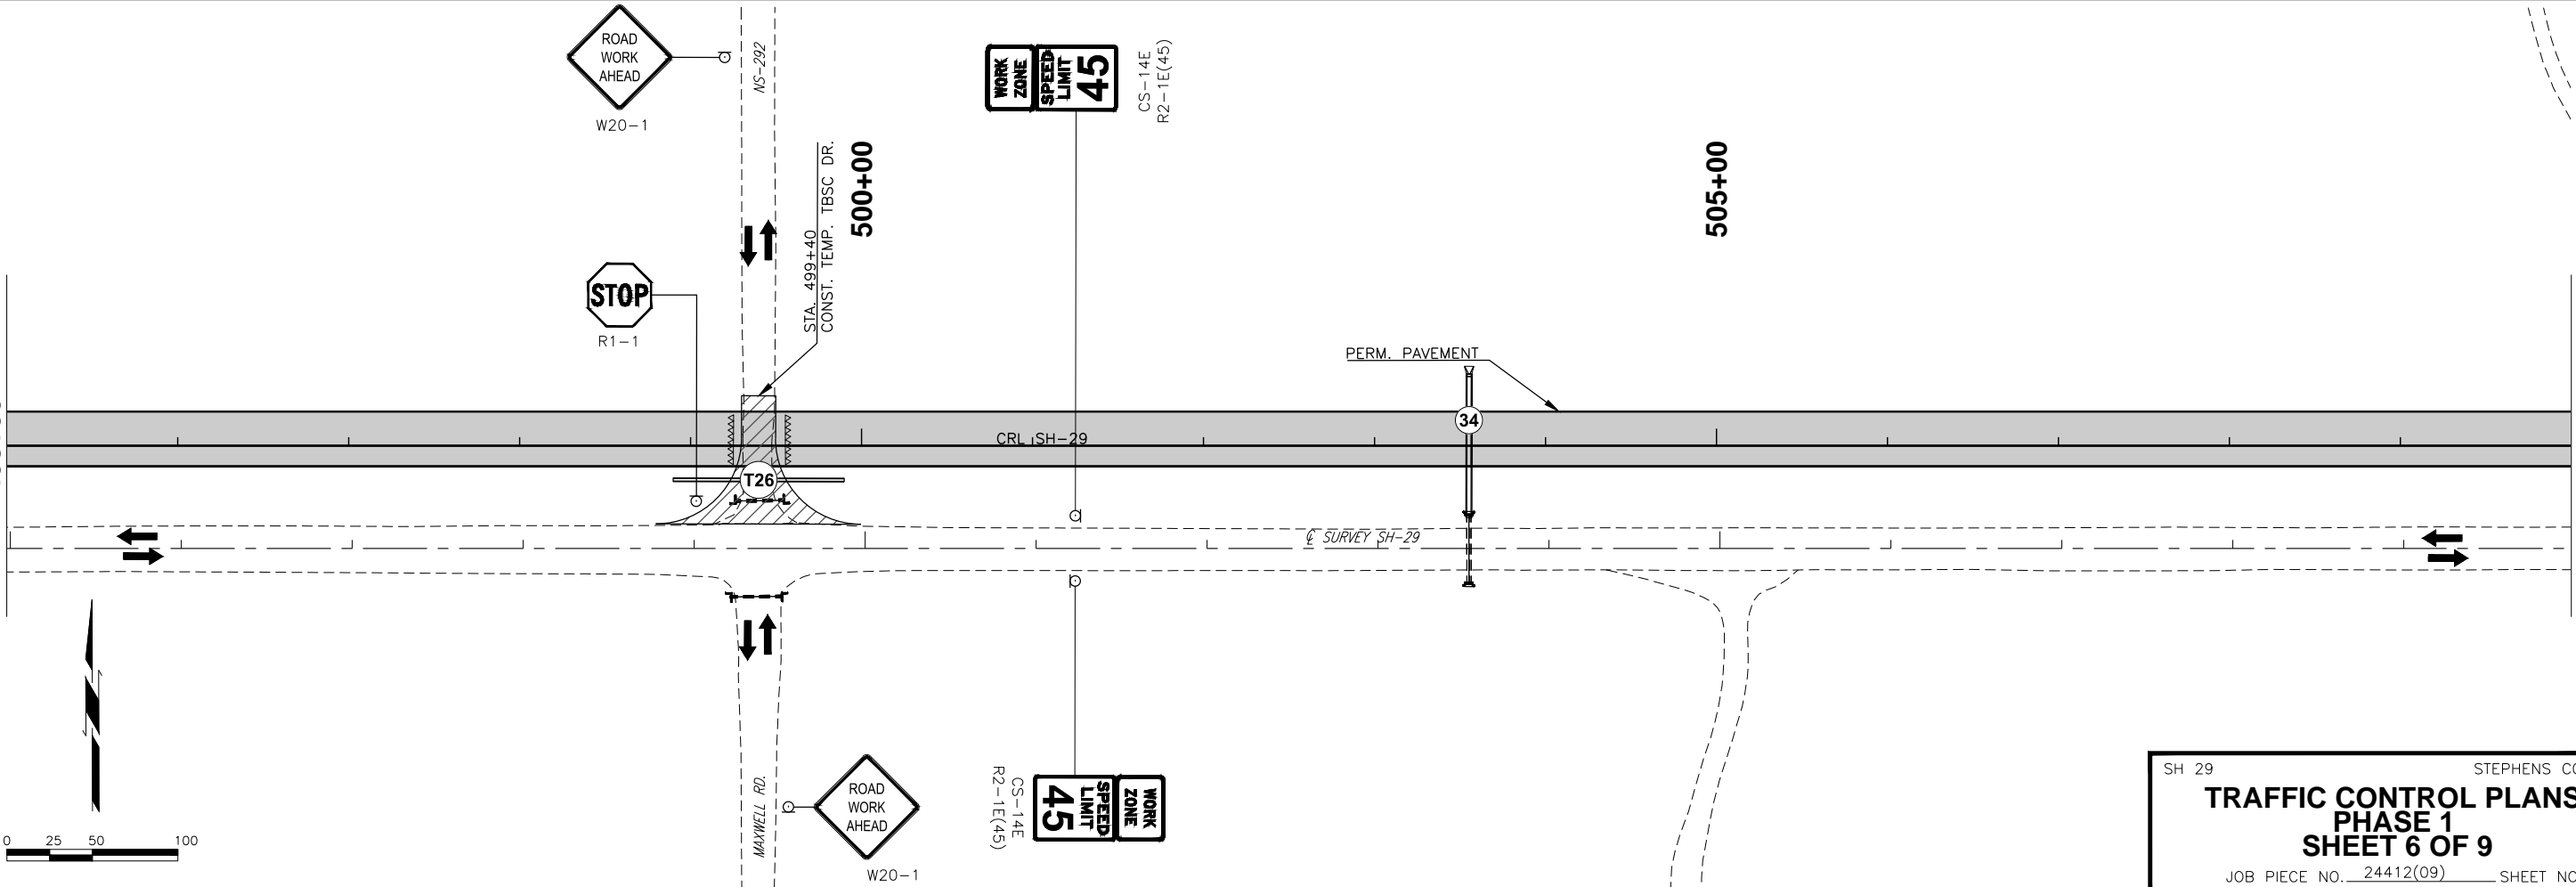 ROAD
WORK
AHEAD
W20-1
NS-292
WORK
ZONE
SPEED
LIMIT
45
CS-14E
R2-1E(45)
STA. 499+40
CONST. TEMP. TBSC DR.
500+00
505+00
STOP
R1-1
PERM. PAVEMENT
34
CRL SH-29
T26
℄ SURVEY SH-29
MAXWELL RD.
ROAD
WORK
AHEAD
W20-1
CS-14E
R2-1E(45)
WORK
ZONE
SPEED
LIMIT
45
0 25 50 100
SH 29 STEPHENS CO
TRAFFIC CONTROL PLANS
PHASE 1
SHEET 6 OF 9
JOB PIECE NO. 24412(09) SHEET NO